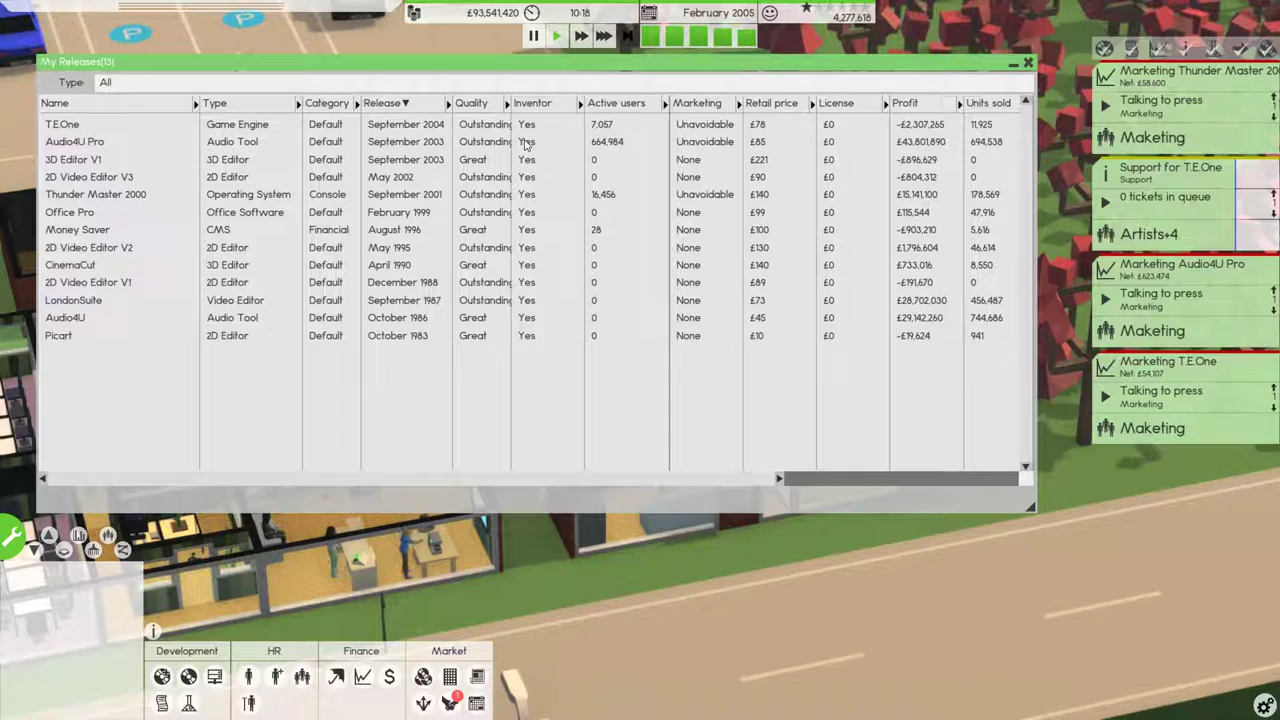 £93,541,420 10:18 February 2005 4,277,618
My Releases(13)
Type: All
Name Type Category Release▼ Quality Inventor Active users Marketing Retail price License Profit Units sold
T.E.One Game Engine Default September 2004 Outstanding Yes 7,057 Unavoidable £78 £0 -£2,307,265 11,925
Audio4U Pro Audio Tool Default September 2003 Outstanding Yes 664,984 Unavoidable £85 £0 £43,801,890 694,538
3D Editor V1 3D Editor Default September 2003 Great Yes 0 None £221 £0 -£896,629 0
2D Video Editor V3 2D Editor Default May 2002 Outstanding Yes 0 None £90 £0 -£804,312 0
Thunder Master 2000 Operating System Console September 2001 Outstanding Yes 16,456 Unavoidable £140 £0 £15,141,100 178,569
Office Pro Office Software Default February 1999 Outstanding Yes 0 None £99 £0 £115,544 47,916
Money Saver CMS Financial August 1996 Great Yes 28 None £100 £0 -£903,210 5,616
2D Video Editor V2 2D Editor Default May 1995 Outstanding Yes 0 None £130 £0 £1,796,604 46,614
CinemaCut 3D Editor Default April 1990 Great Yes 0 None £140 £0 £733,016 8,550
2D Video Editor V1 2D Editor Default December 1988 Outstanding Yes 0 None £89 £0 -£191,670 0
LondonSuite Video Editor Default September 1987 Outstanding Yes 0 None £73 £0 £28,702,030 456,487
Audio4U Audio Tool Default October 1986 Great Yes 0 None £45 £0 £29,142,260 744,686
Picart 2D Editor Default October 1983 Great Yes 0 None £10 £0 -£19,624 941
Marketing Thunder Master 200
Net: £58,600
Talking to press
Marketing
Maketing
Support for T.E.One
Support
0 tickets in queue
Artists+4
Marketing Audio4U Pro
Net: £623,474
Talking to press
Marketing
Maketing
Marketing T.E.One
Net: £54,107
Talking to press
Marketing
Maketing
Development HR Finance Market
1